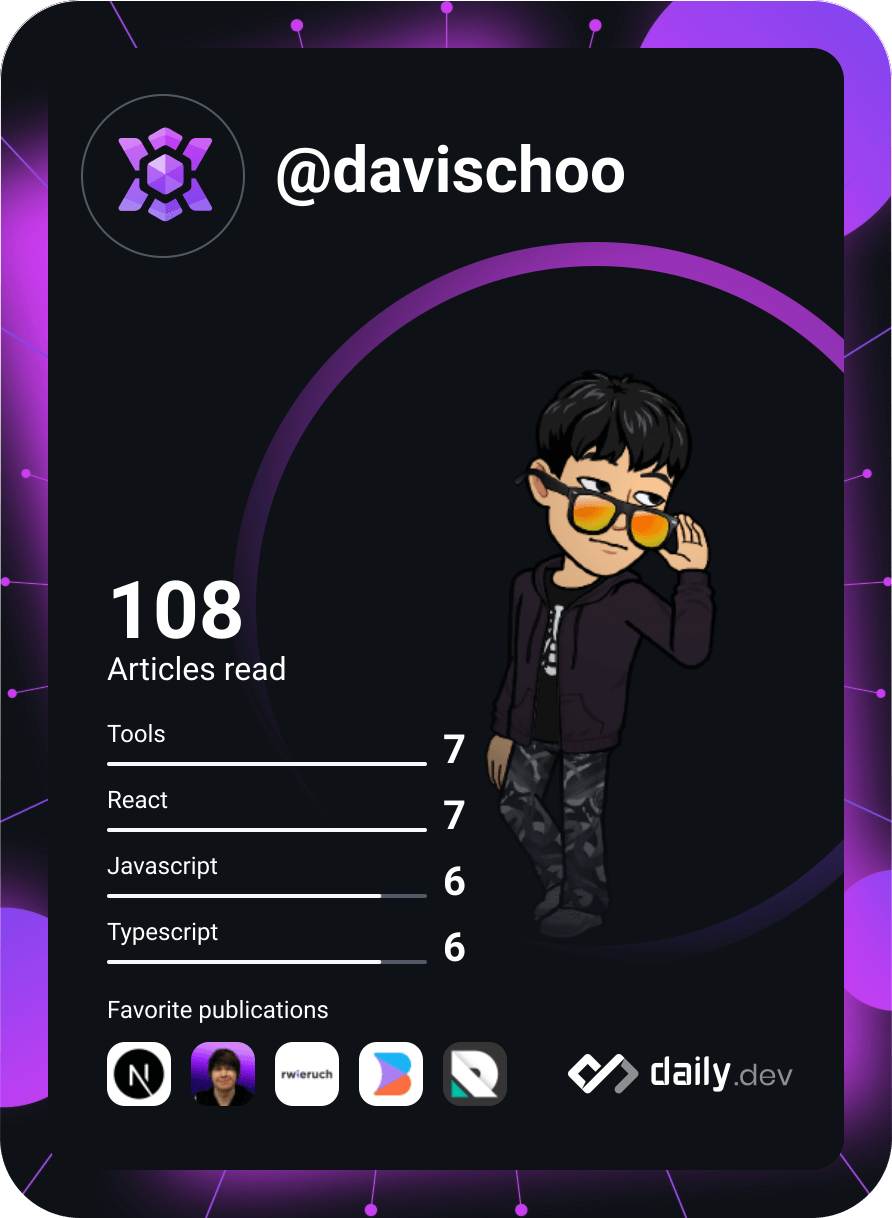 @davischoo
108
Articles read
Tools 7
React 7
Javascript 6
Typescript 6
Favorite publications
N
rwieruch
daily.dev